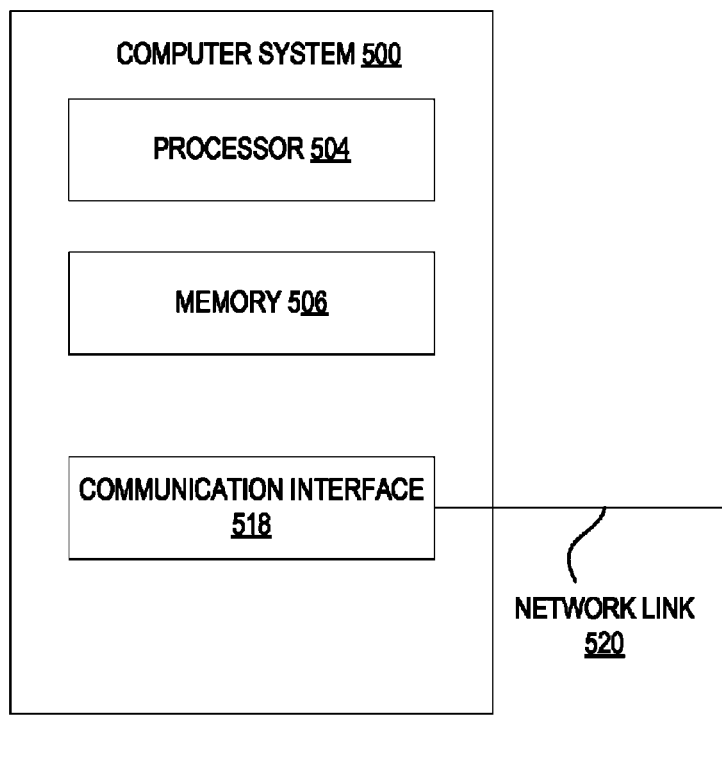 COMPUTER SYSTEM 500
PROCESSOR 504
MEMORY 506
COMMUNICATION INTERFACE
518
NETWORK LINK
520